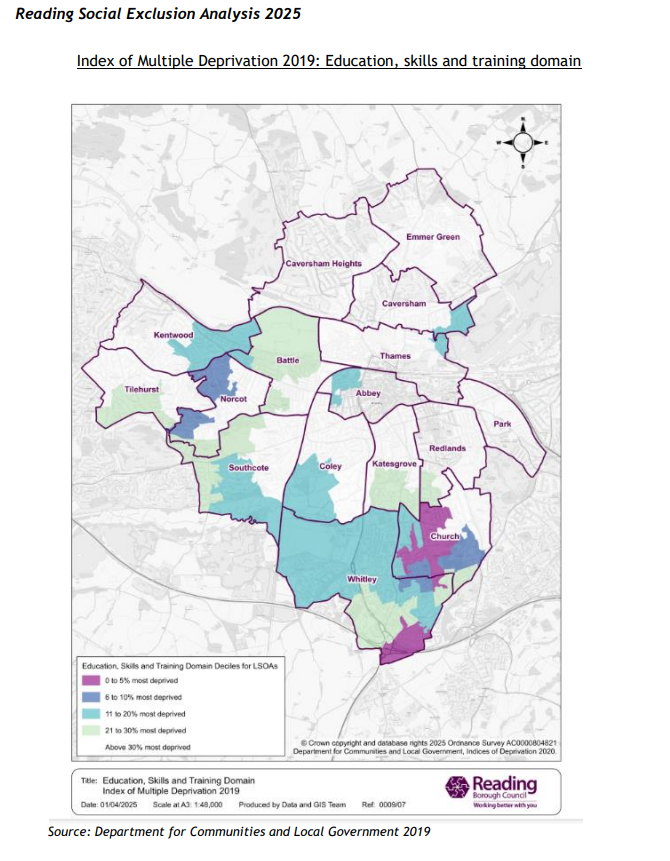 Reading Social Exclusion Analysis 2025
Index of Multiple Deprivation 2019: Education, skills and training domain
N
W
E
S
Emmer Green
Caversham Heights
Caversham
Kentwood
Thames
Battle
Tilehurst
Norcot
Abbey
Park
Redlands
Southcote
Coley
Katesgrove
Church
Whitley
Education, Skills and Training Domain Deciles for LSOAs
0 to 5% most deprived
6 to 10% most deprived
11 to 20% most deprived
21 to 30% most deprived
Above 30% most deprived
© Crown copyright and database rights 2025 Ordnance Survey AC0000804621
Department for Communities and Local Government, Indices of Deprivation 2020.
Title: Education, Skills and Training Domain
Index of Multiple Deprivation 2019
Date: 01/04/2025 Scale at A3: 1:48,000 Produced by Data and GIS Team Ref: 0009/07
Reading
Borough Council
Working better with you
Source: Department for Communities and Local Government 2019